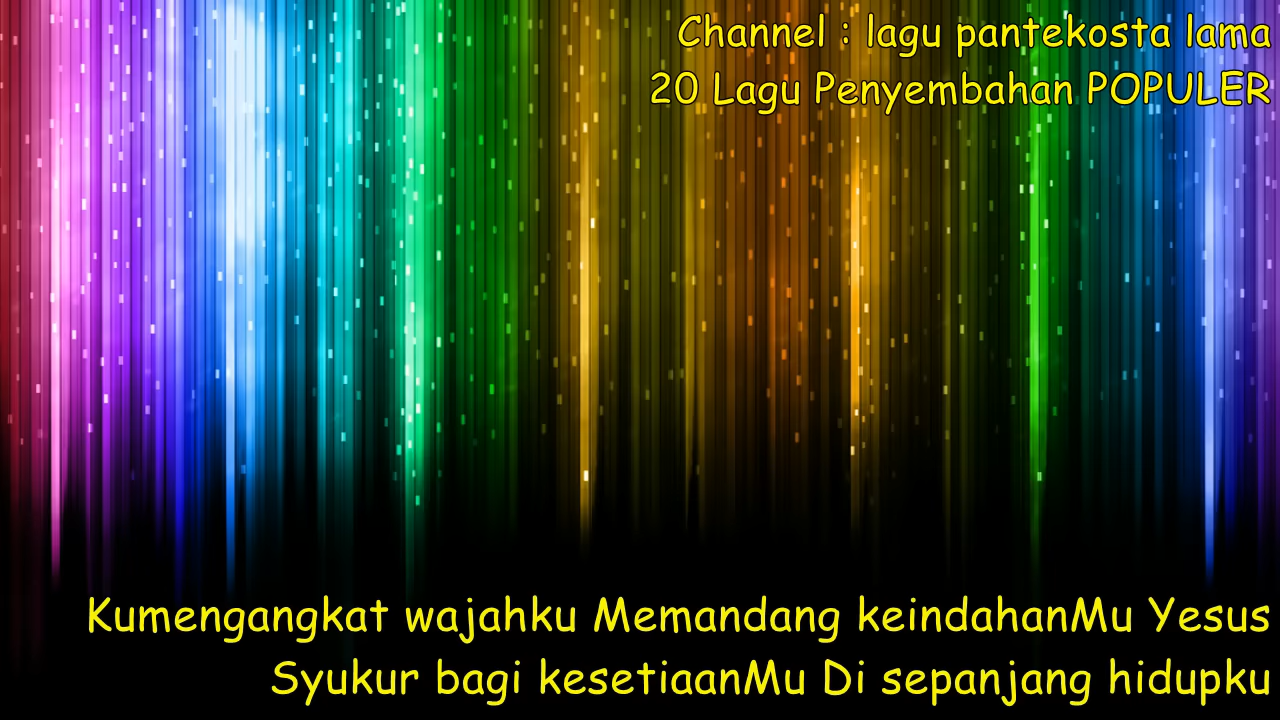 Channel : lagu pantekosta lama
20 Lagu Penyembahan POPULER
Kumengangkat wajahku Memandang keindahanMu Yesus
Syukur bagi kesetiaanMu Di sepanjang hidupku